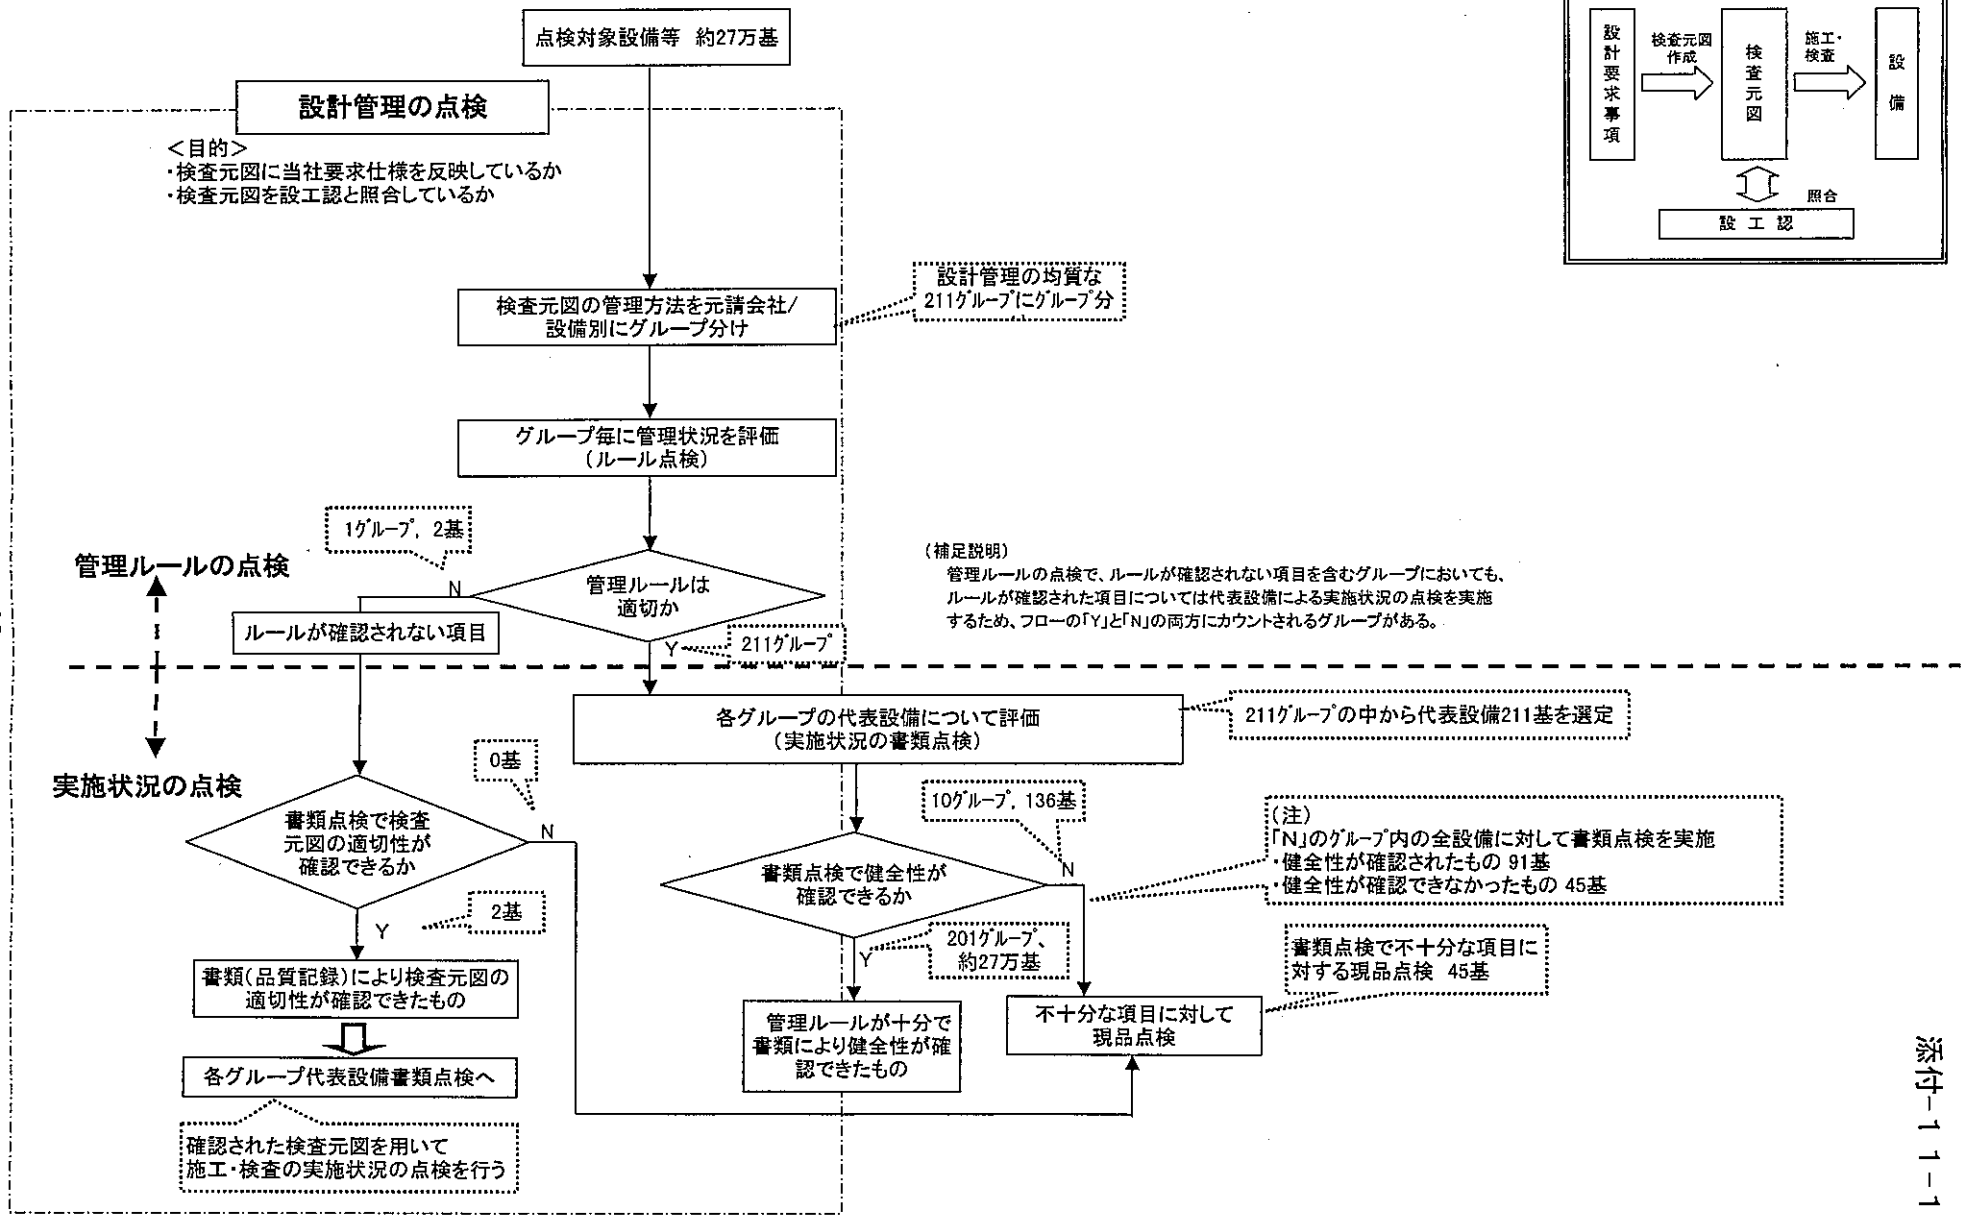 点検対象設備等 約27万基
設計管理の点検
<目的>
・検査元図に当社要求仕様を反映しているか
・検査元図を設工認と照合しているか
設計要求事項
検査元図
作成
検査元図
施工・
検査
設備
照合
設工認
検査元図の管理方法を元請会社/
設備別にグループ分け
設計管理の均質な
211グループにグループ分
グループ毎に管理状況を評価
(ルール点検)
1グループ, 2基
管理ルールの点検
N
管理ルールは
適切か
ルールが確認されない項目
Y
211グループ
(補足説明)
管理ルールの点検で、ルールが確認されない項目を含むグループにおいても、
ルールが確認された項目については代表設備による実施状況の点検を実施
するため、フローの「Y」と「N」の両方にカウントされるグループがある。
各グループの代表設備について評価
(実施状況の書類点検)
211グループの中から代表設備211基を選定
実施状況の点検
0基
書類点検で検査
元図の適切性が
確認できるか
N
10グループ, 136基
書類点検で健全性が
確認できるか
N
(注)
「N」のグループ内の全設備に対して書類点検を実施
・健全性が確認されたもの 91基
・健全性が確認できなかったもの 45基
2基
Y
Y
201グループ、
約27万基
書類点検で不十分な項目に
対する現品点検 45基
書類(品質記録)により検査元図の
適切性が確認できたもの
管理ルールが十分で
書類により健全性が確
認できたもの
不十分な項目に対して
現品点検
各グループ代表設備書類点検へ
確認された検査元図を用いて
施工・検査の実施状況の点検を行う
添付-11-1